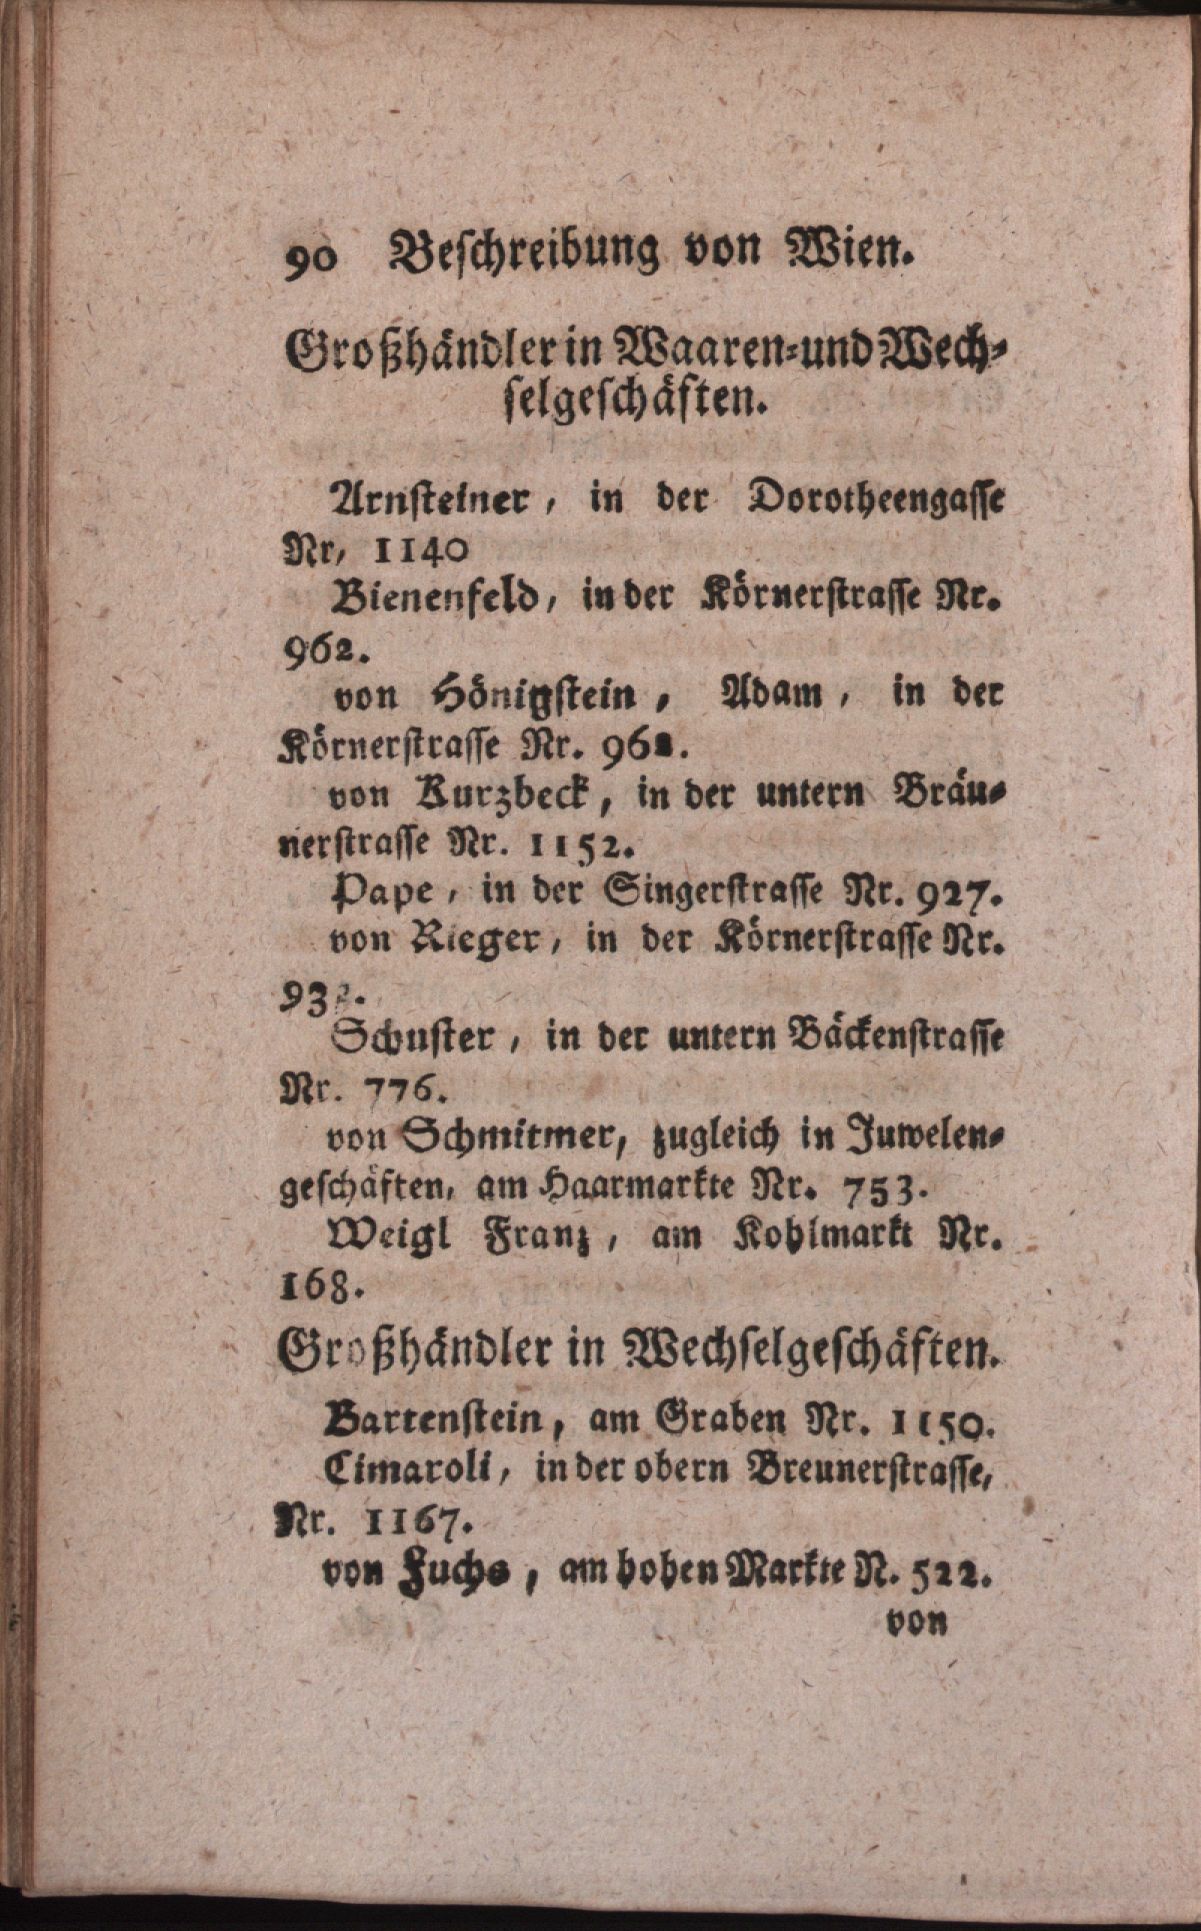 90 Beschreibung von Wien.
Großhändler in Waaren-und Wech-
selgeschäften.
Arnsteiner, in der Dorotheengasse
Nr, 1140
Bienenfeld, in der Körnerstrasse Nr.
962.
von Hönigstein, Adam, in der
Körnerstrasse Nr. 962.
von Kurzbeck, in der untern Bräu-
nerstrasse Nr. 1152.
Pape, in der Singerstrasse Nr. 927.
von Rieger, in der Körnerstrasse Nr.
Schuster, in der untern Bäckenstrasse
Nr. 776.
von Schmitmer, zugleich in Juwelen-
geschäften, am Haarmarkte Nr. 753.
Weigl Franz, am Kohlmarkt Nr.
168.
Großhändler in Wechselgeschäften.
Bartenstein, am Graben Nr. 1150.
Cimaroli, in der obern Breunerstrasse,
Nr. 1167.
von Fuchs, am hohen Markte N. 522.
von